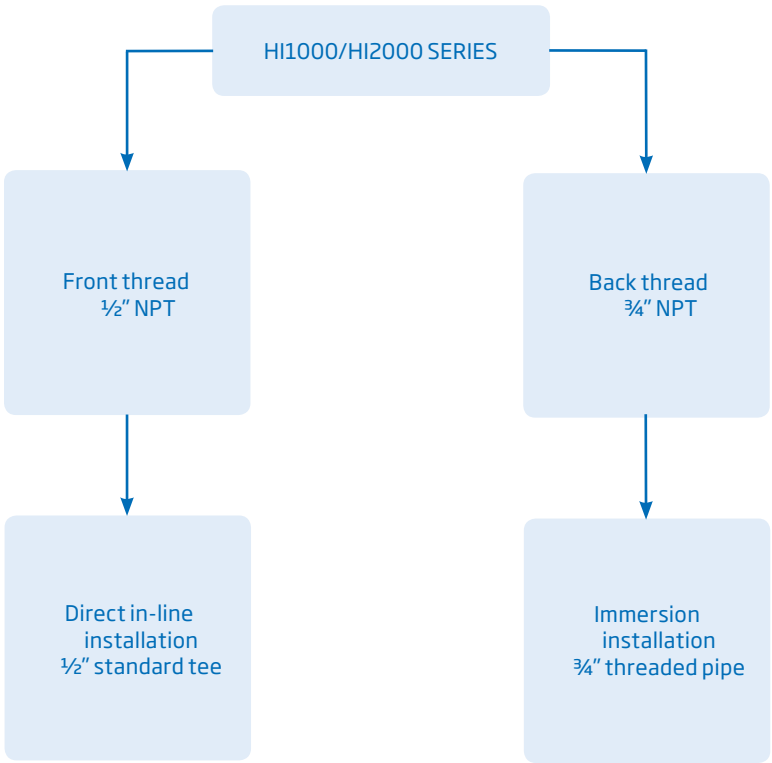 HI1000/HI2000 SERIES
Front thread
½” NPT
Back thread
¾” NPT
Direct in-line
installation
½” standard tee
Immersion
installation
¾” threaded pipe